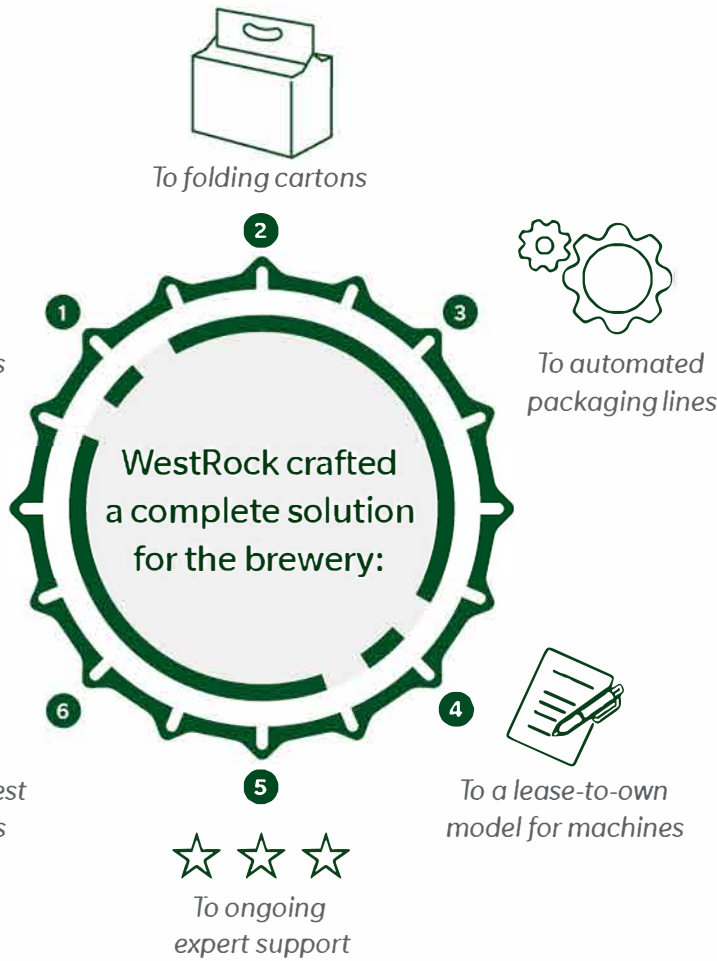 To folding cartons
2
1
3
To automated
packaging lines
WestRock crafted
a complete solution
for the brewery:
6
4
5
To a lease-to-own
model for machines
To ongoing
expert support